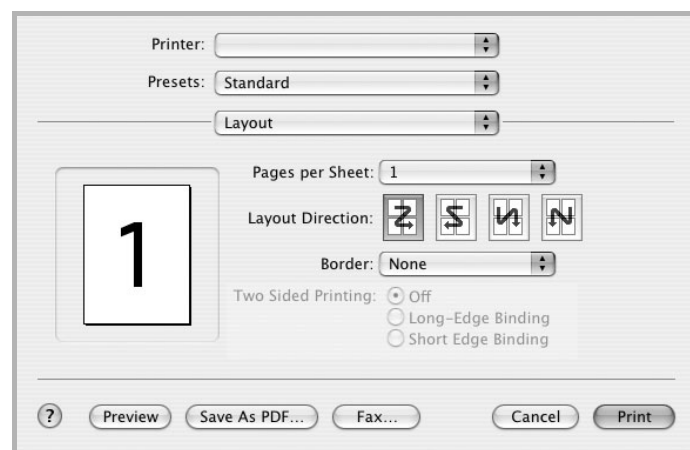 Printer:
Presets: Standard
Layout
Pages per Sheet: 1
Layout Direction:
Border: None
Two Sided Printing: Off
Long-Edge Binding
Short Edge Binding
1
? Preview Save As PDF... Fax... Cancel Print